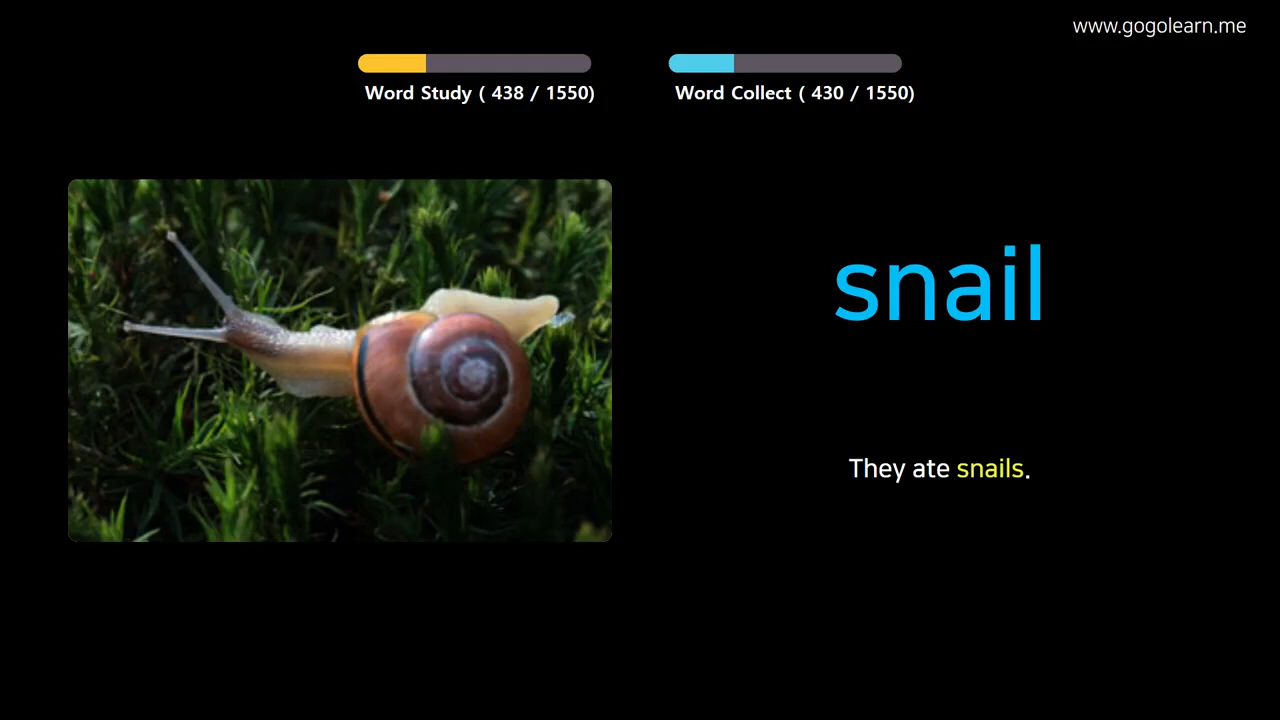 www.gogolearn.me
Word Study ( 438 / 1550)
Word Collect ( 430 / 1550)
snail
They ate snails.